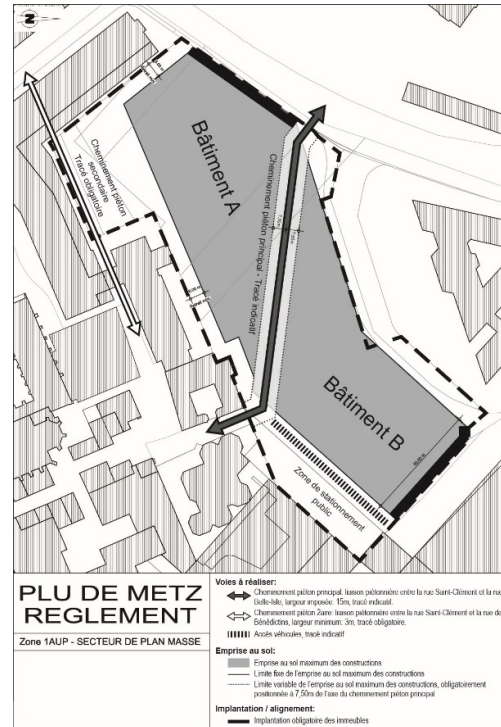 N
Cheminement piéton
secondaire
Tracé obligatoire
Bâtiment A
Cheminement piéton principal - Tracé indicatif
Bâtiment B
Zone de stationnement
public
PLU DE METZ
REGLEMENT
Zone 1AUP - SECTEUR DE PLAN MASSE
Voies à réaliser:
Cheminement piéton principal: liaison piétonnière entre la rue Saint-Clément et la rue
Belle-Isle, largeur imposée: 15m, tracé indicatif.
Cheminement piéton 2aire: liaison piétonnière entre la rue Saint-Clément et la rue de
Bénédictins, largeur minimum: 3m, tracé obligatoire.
Accès véhicules, tracé indicatif
Emprise au sol:
Emprise au sol maximum des constructions
Limite fixe de l'emprise au sol maximum des constructions
Limite variable de l'emprise au sol maximum des constructions, obligatoirement
positionnée à 7,50m de l'axe du chemnement piéton principal
Implantation / alignement:
Implantation obligatoire des immeubles